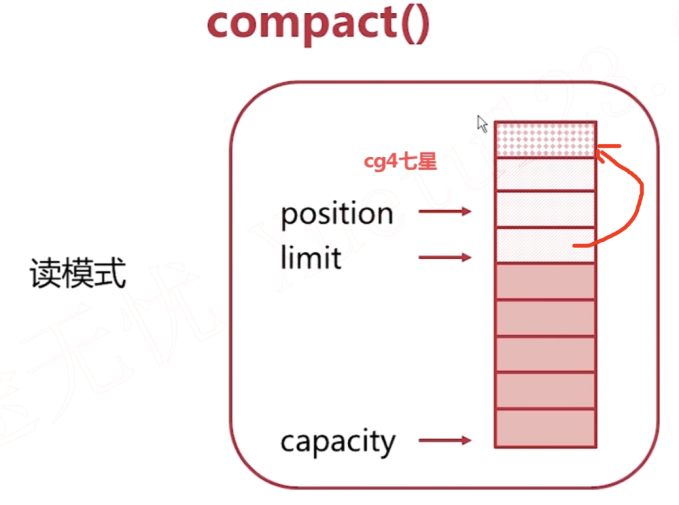 compact()
cg4七星
position
limit
读模式
capacity